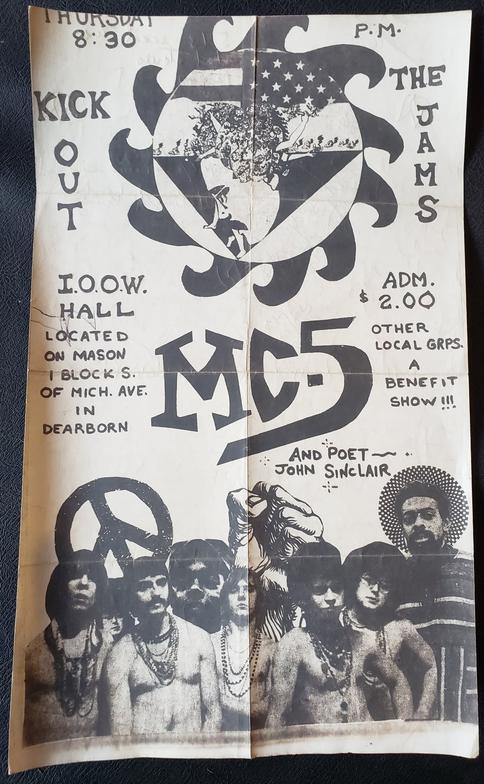 THURSDAY
8:30
P.M.
KICK
OUT
THE
JAMS
I.O.O.W.
HALL
LOCATED
ON MASON
1 BLOCK S.
OF MICH. AVE.
IN
DEARBORN
ADM.
$2.00
OTHER
LOCAL GRPS.
A
BENEFIT
SHOW!!!
MC-5
AND POET~
JOHN SINCLAIR